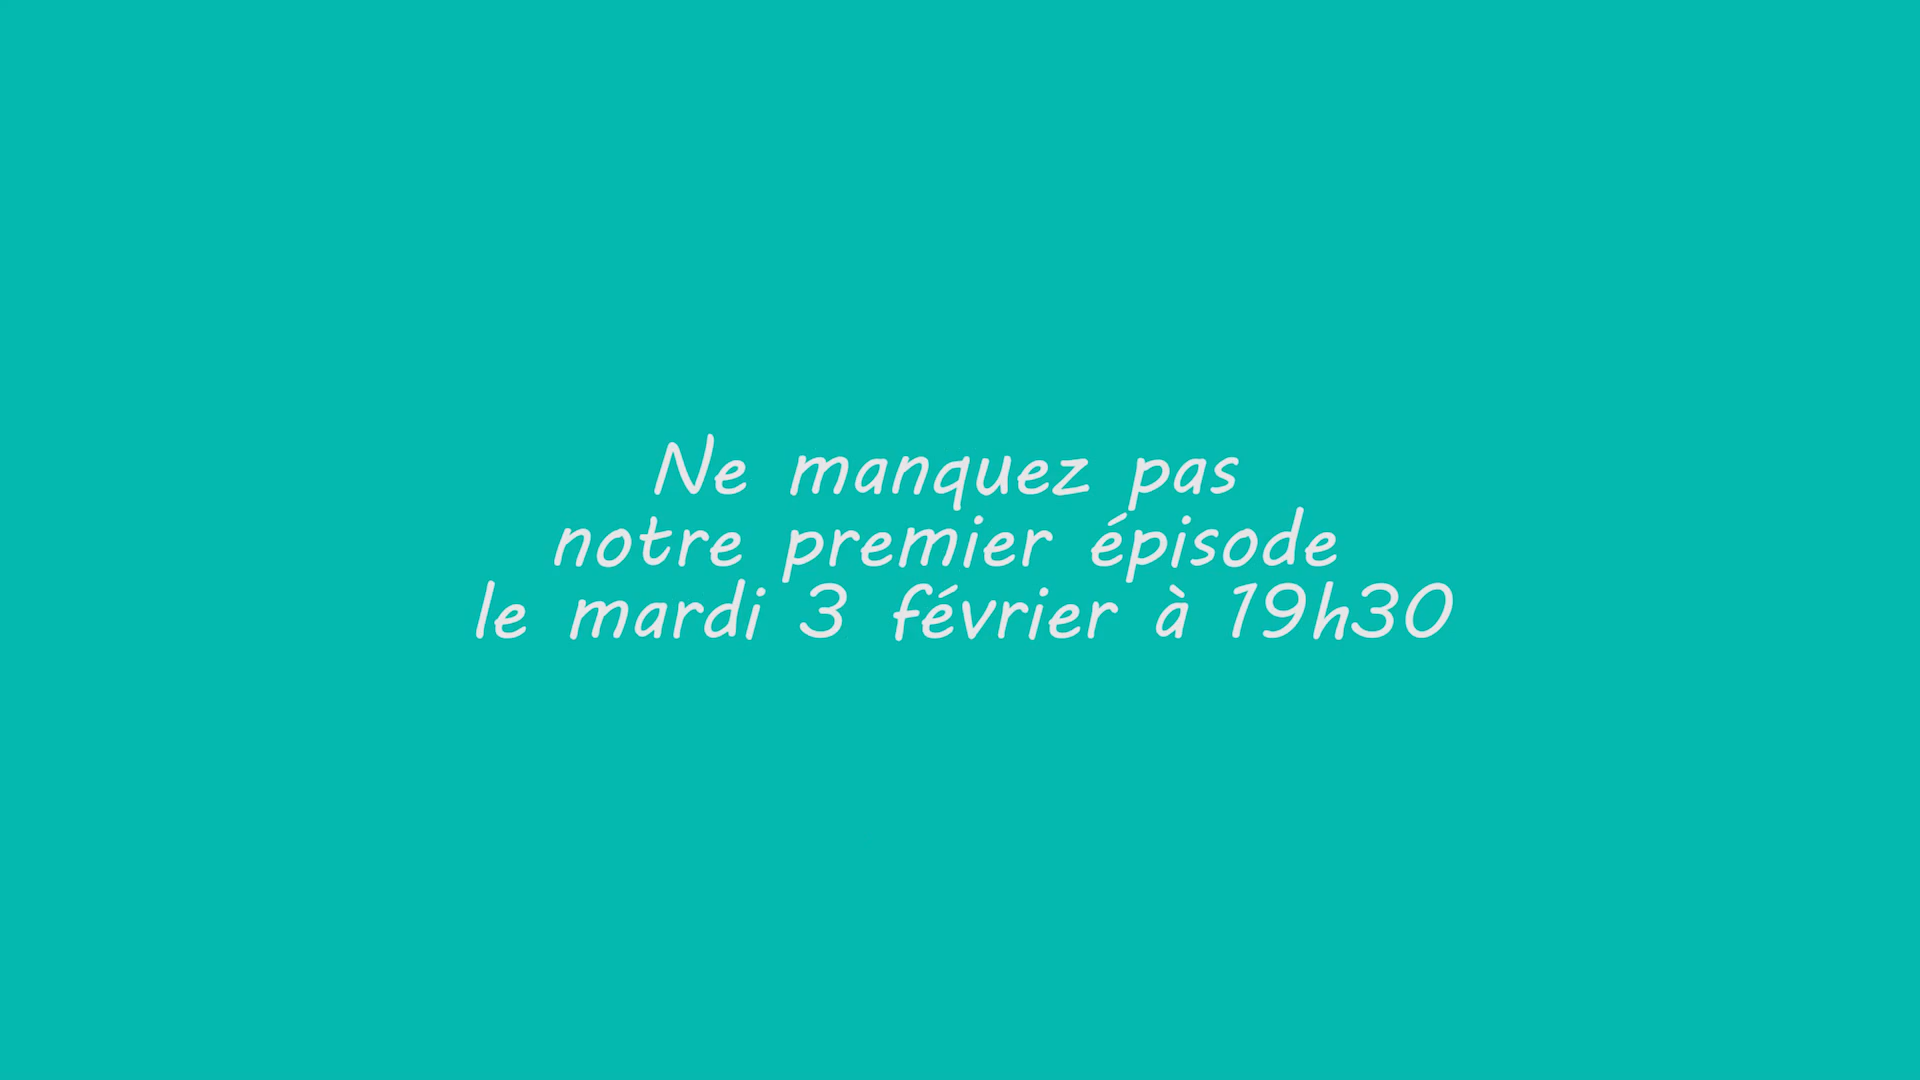 Ne manquez pas
notre premier épisode
le mardi 3 février à 19h30